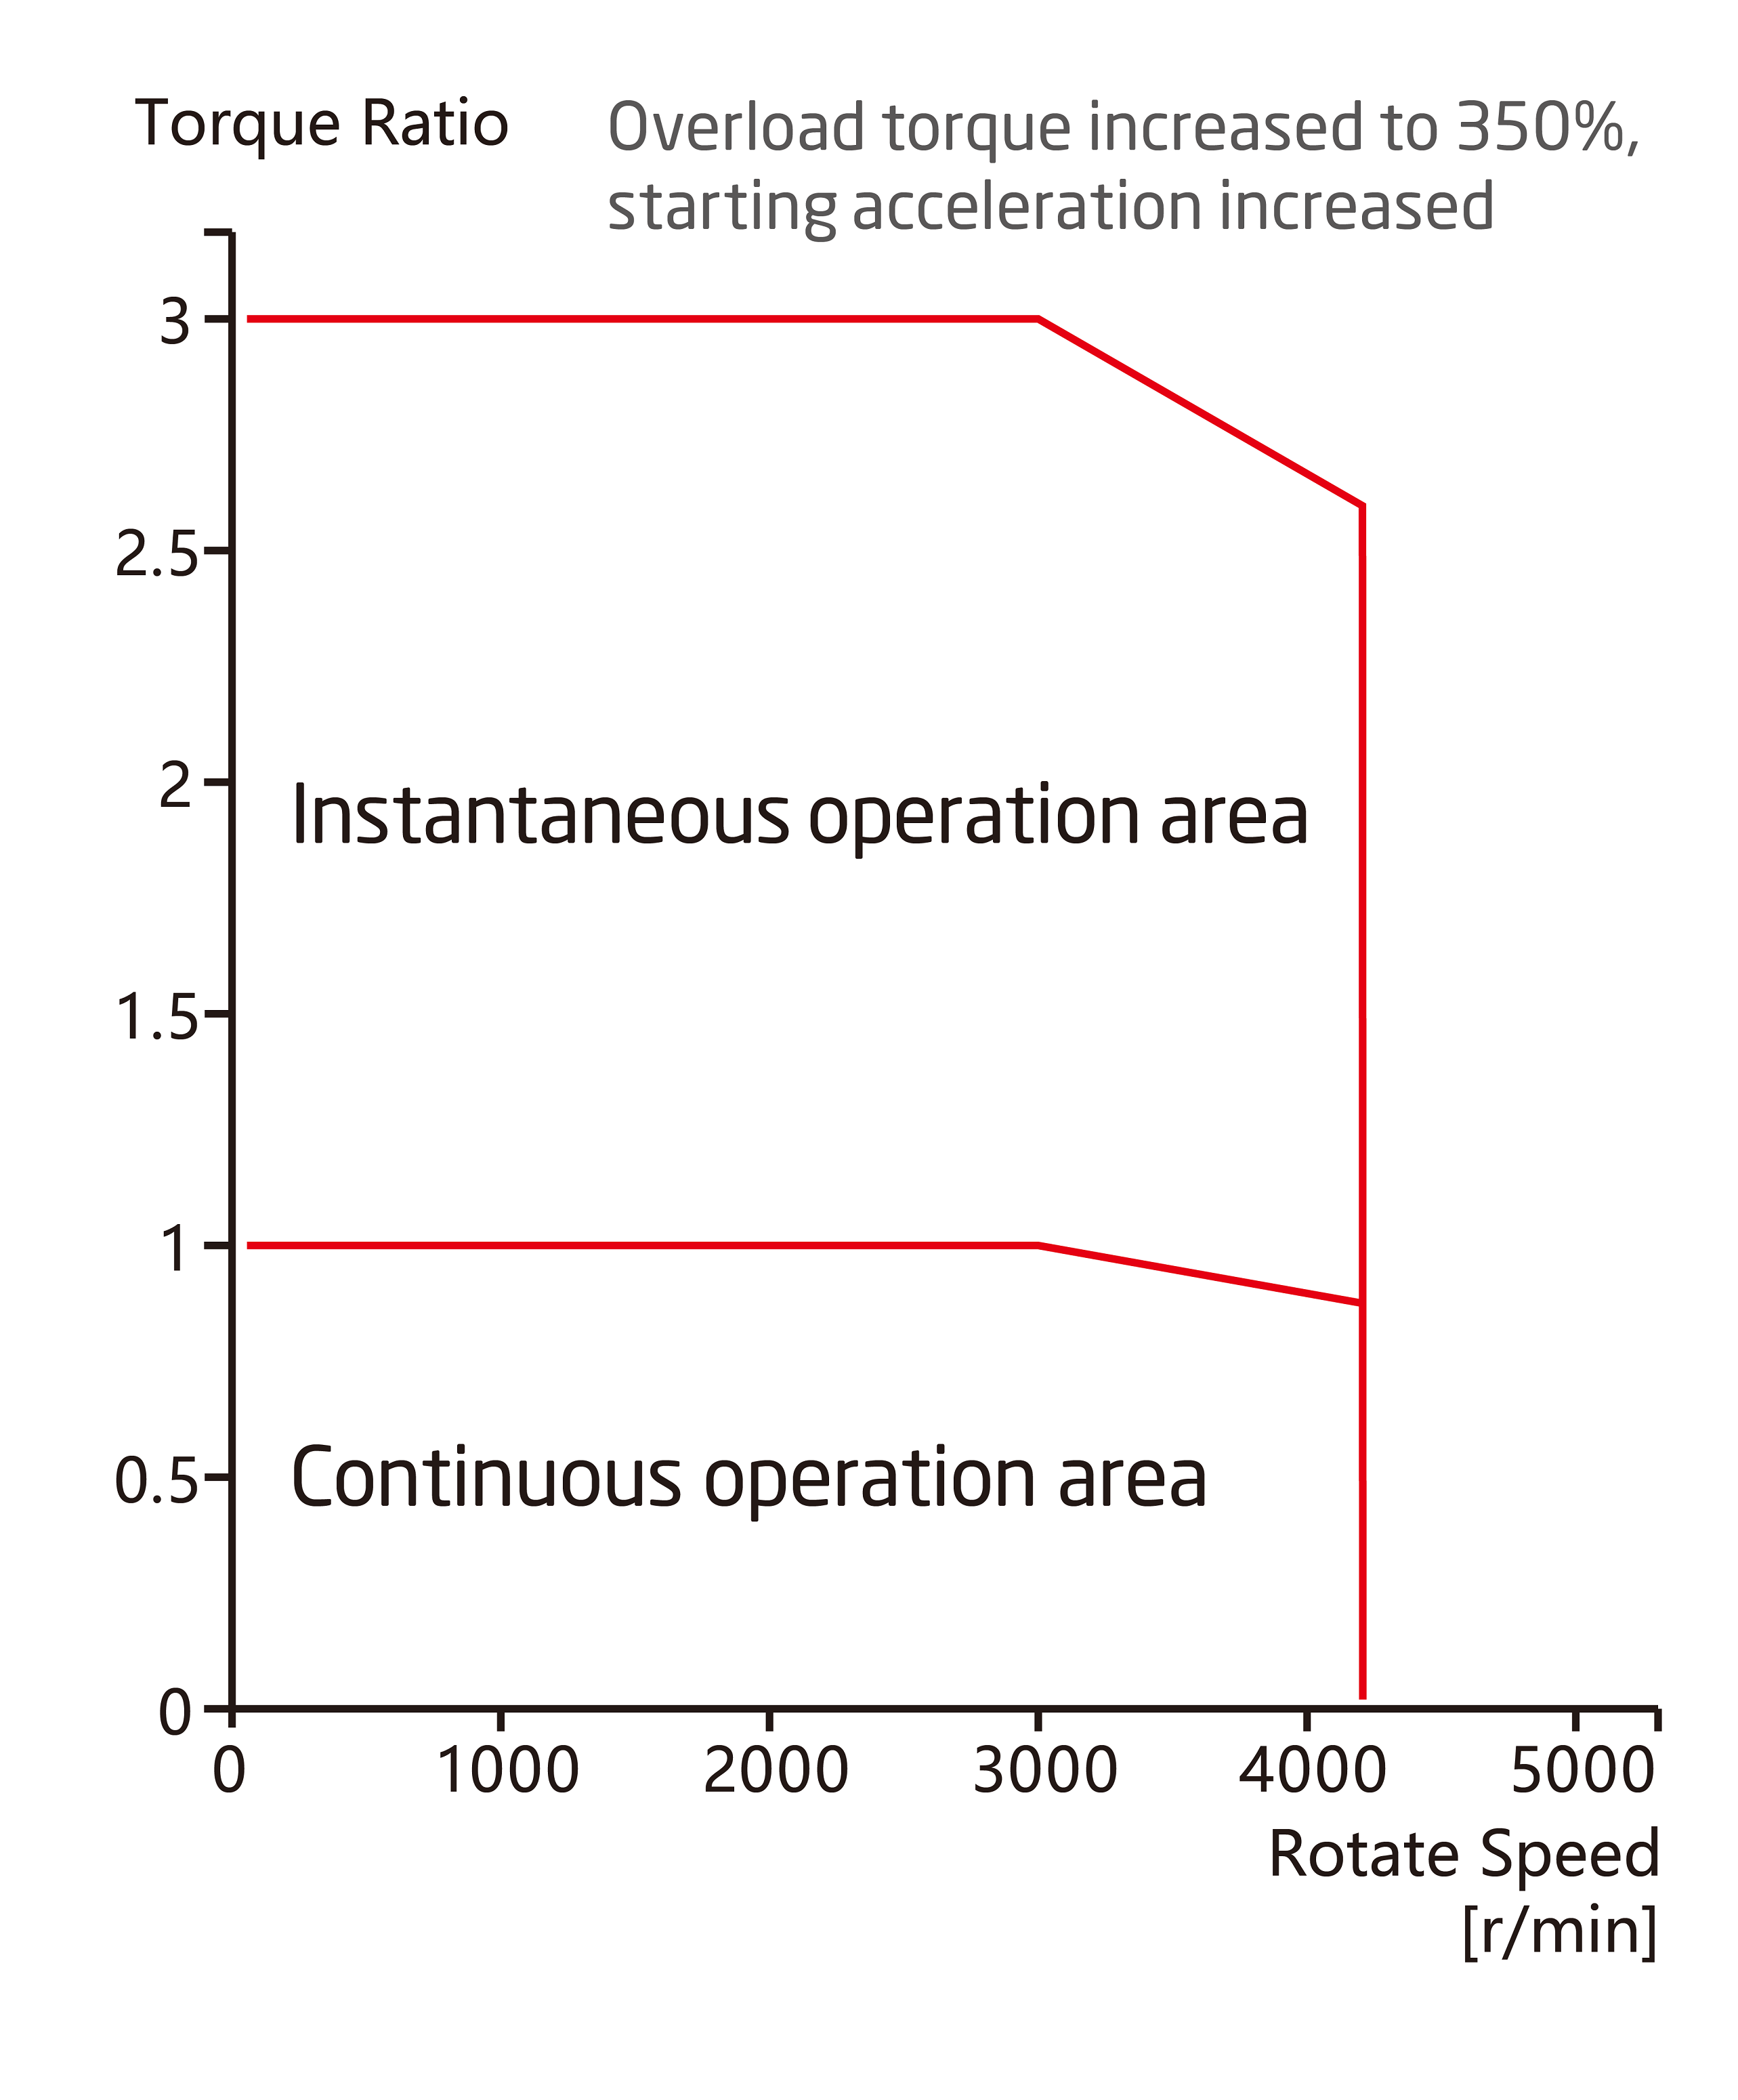 Torque Ratio
Overload torque increased to 350%,
starting acceleration increased
3
2.5
2
Instantaneous operation area
1.5
1
0.5
Continuous operation area
0
0 1000 2000 3000 4000 5000
Rotate Speed
[r/min]